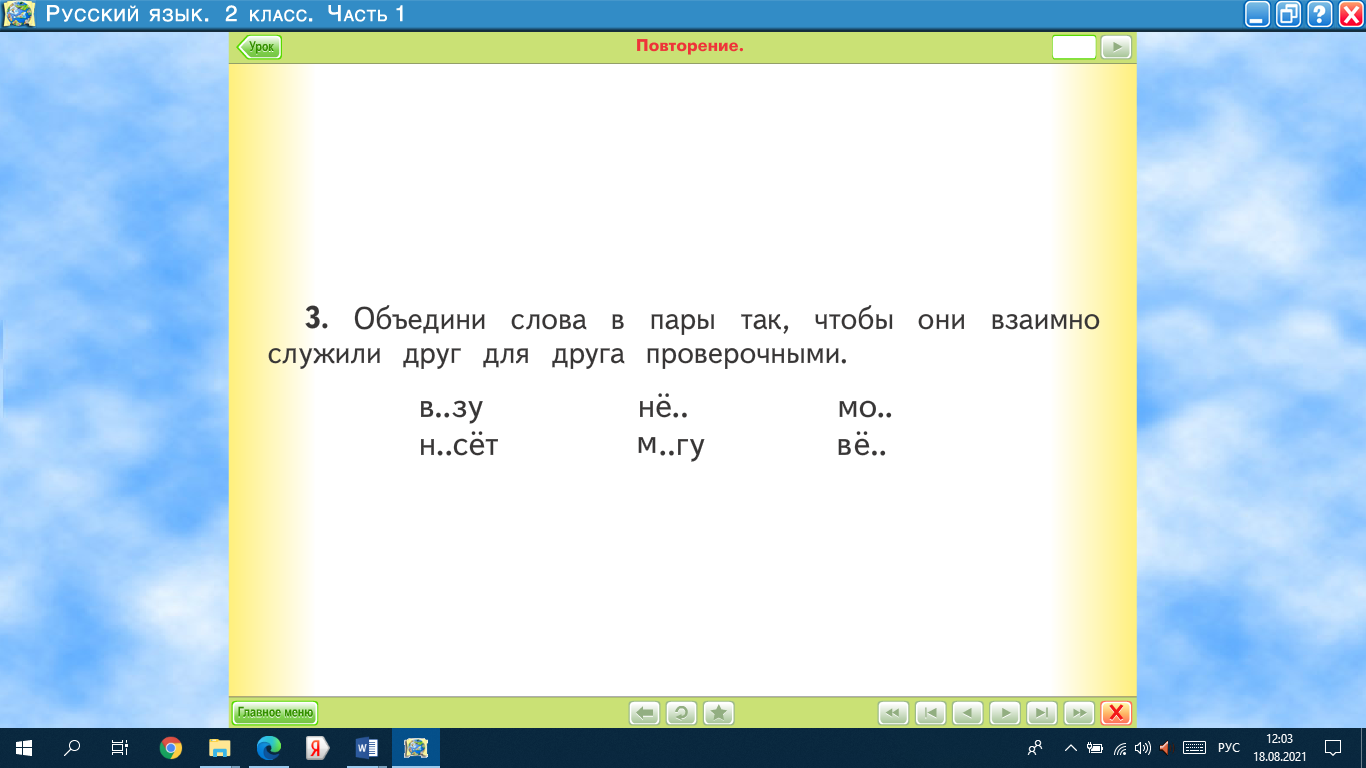 Русский язык. 2 класс. Часть 1
Урок
Повторение.
3. Объедини слова в пары так, чтобы они взаимно
служили друг для друга проверочными.
в..зу нё.. мо..
н..сёт м..гу вё..
Главное меню
РУС
12:03
18.08.2021